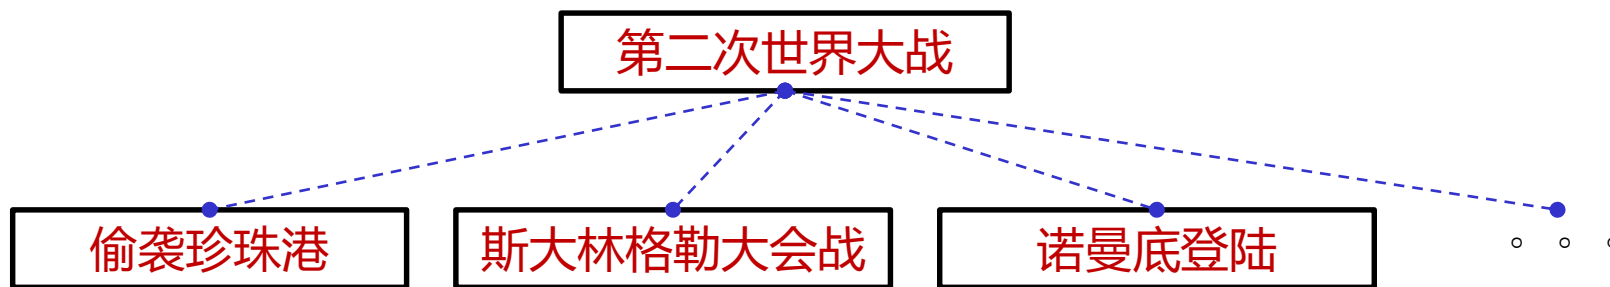 第二次世界大战
偷袭珍珠港
斯大林格勒大会战
诺曼底登陆
。。。